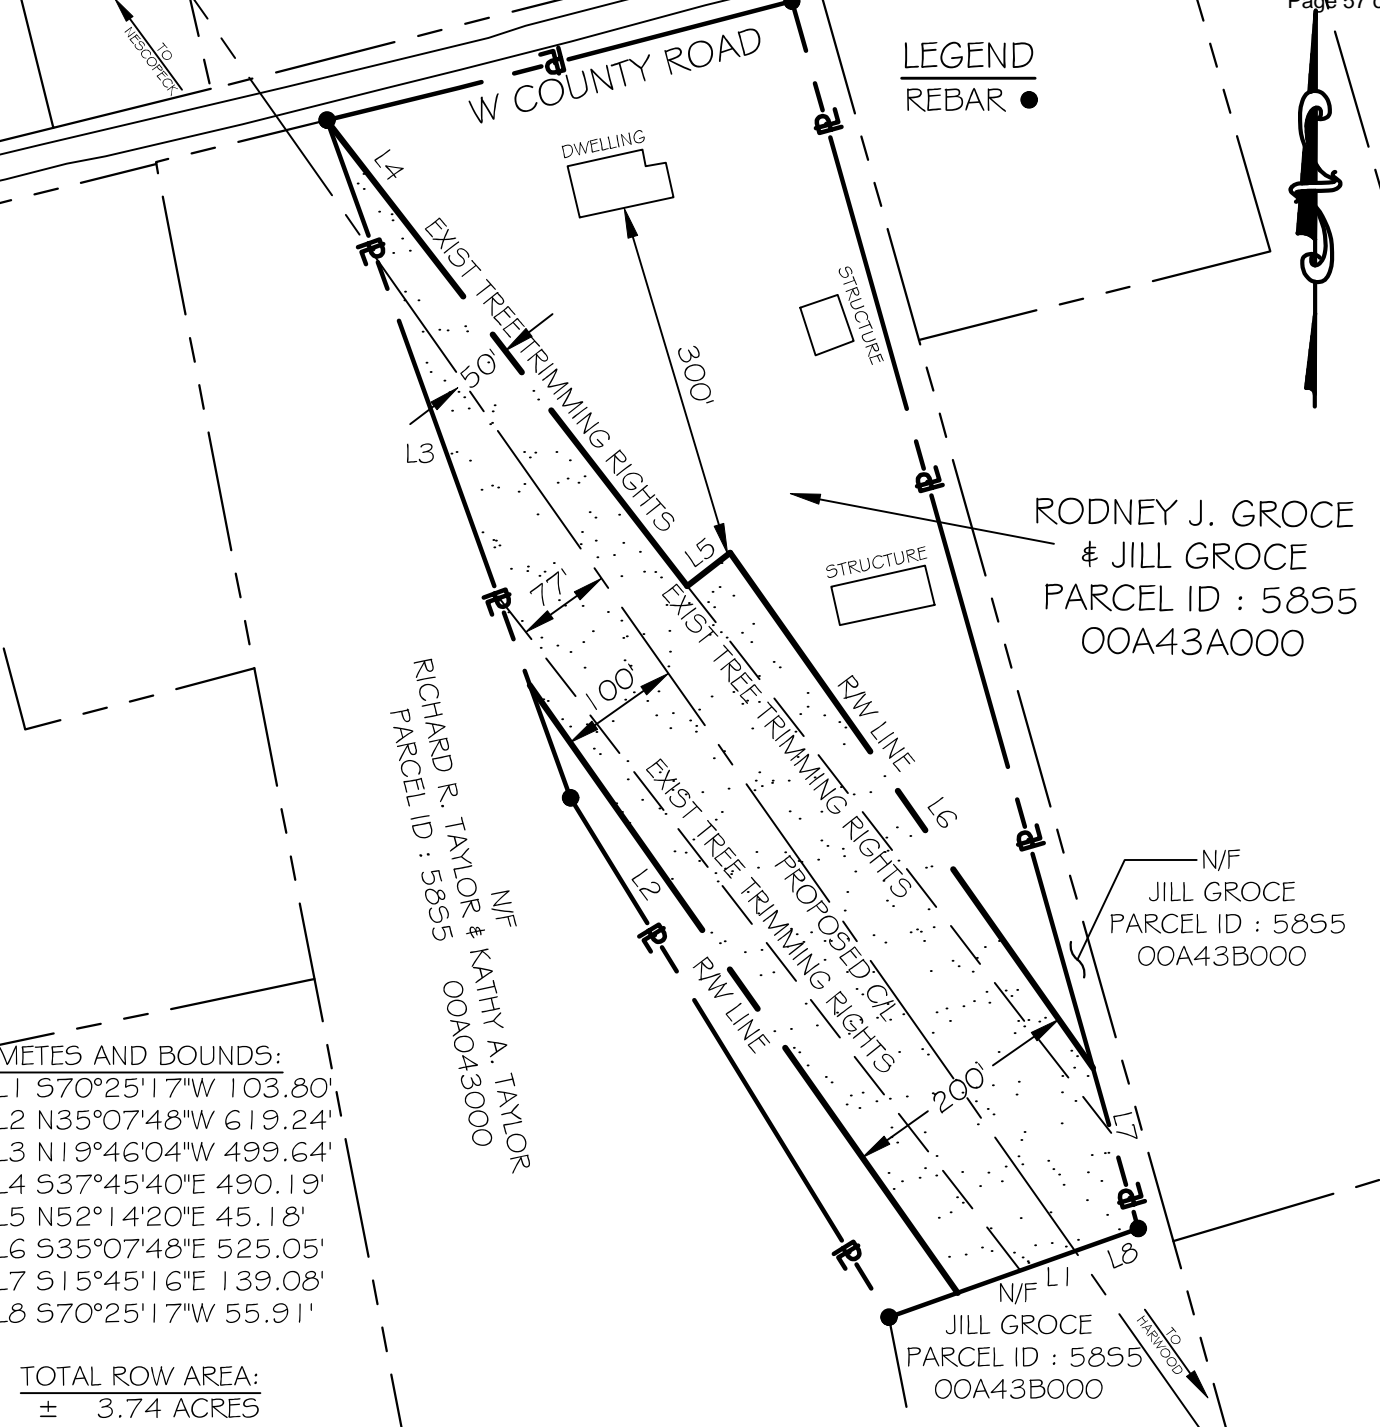 Page 57
TO
NESCOPECK
W COUNTY ROAD
LEGEND
REBAR
L4
DWELLING
EXIST TREE TRIMMING RIGHTS
STRUCTURE
50'
300'
L3
L5
RODNEY J. GROCE
& JILL GROCE
PARCEL ID : 58S5
00A43A000
STRUCTURE
77'
100'
EXIST TREE TRIMMING RIGHTS
R/W LINE
L6
N/F
RICHARD R. TAYLOR & KATHY A. TAYLOR
PARCEL ID : 58S5 00A043000
EXIST TREE TRIMMING RIGHTS
L2
PROPOSED C/L
R/W LINE
N/F
JILL GROCE
PARCEL ID : 58S5
00A43B000
200'
L7
L8
L1
N/F
JILL GROCE
PARCEL ID : 58S5
00A43B000
TO
HARWOOD
METES AND BOUNDS:
L1 S70°25'17"W 103.80'
L2 N35°07'48"W 619.24'
L3 N19°46'04"W 499.64'
L4 S37°45'40"E 490.19'
L5 N52°14'20"E 45.18'
L6 S35°07'48"E 525.05'
L7 S15°45'16"E 139.08'
L8 S70°25'17"W 55.91'
TOTAL ROW AREA:
± 3.74 ACRES